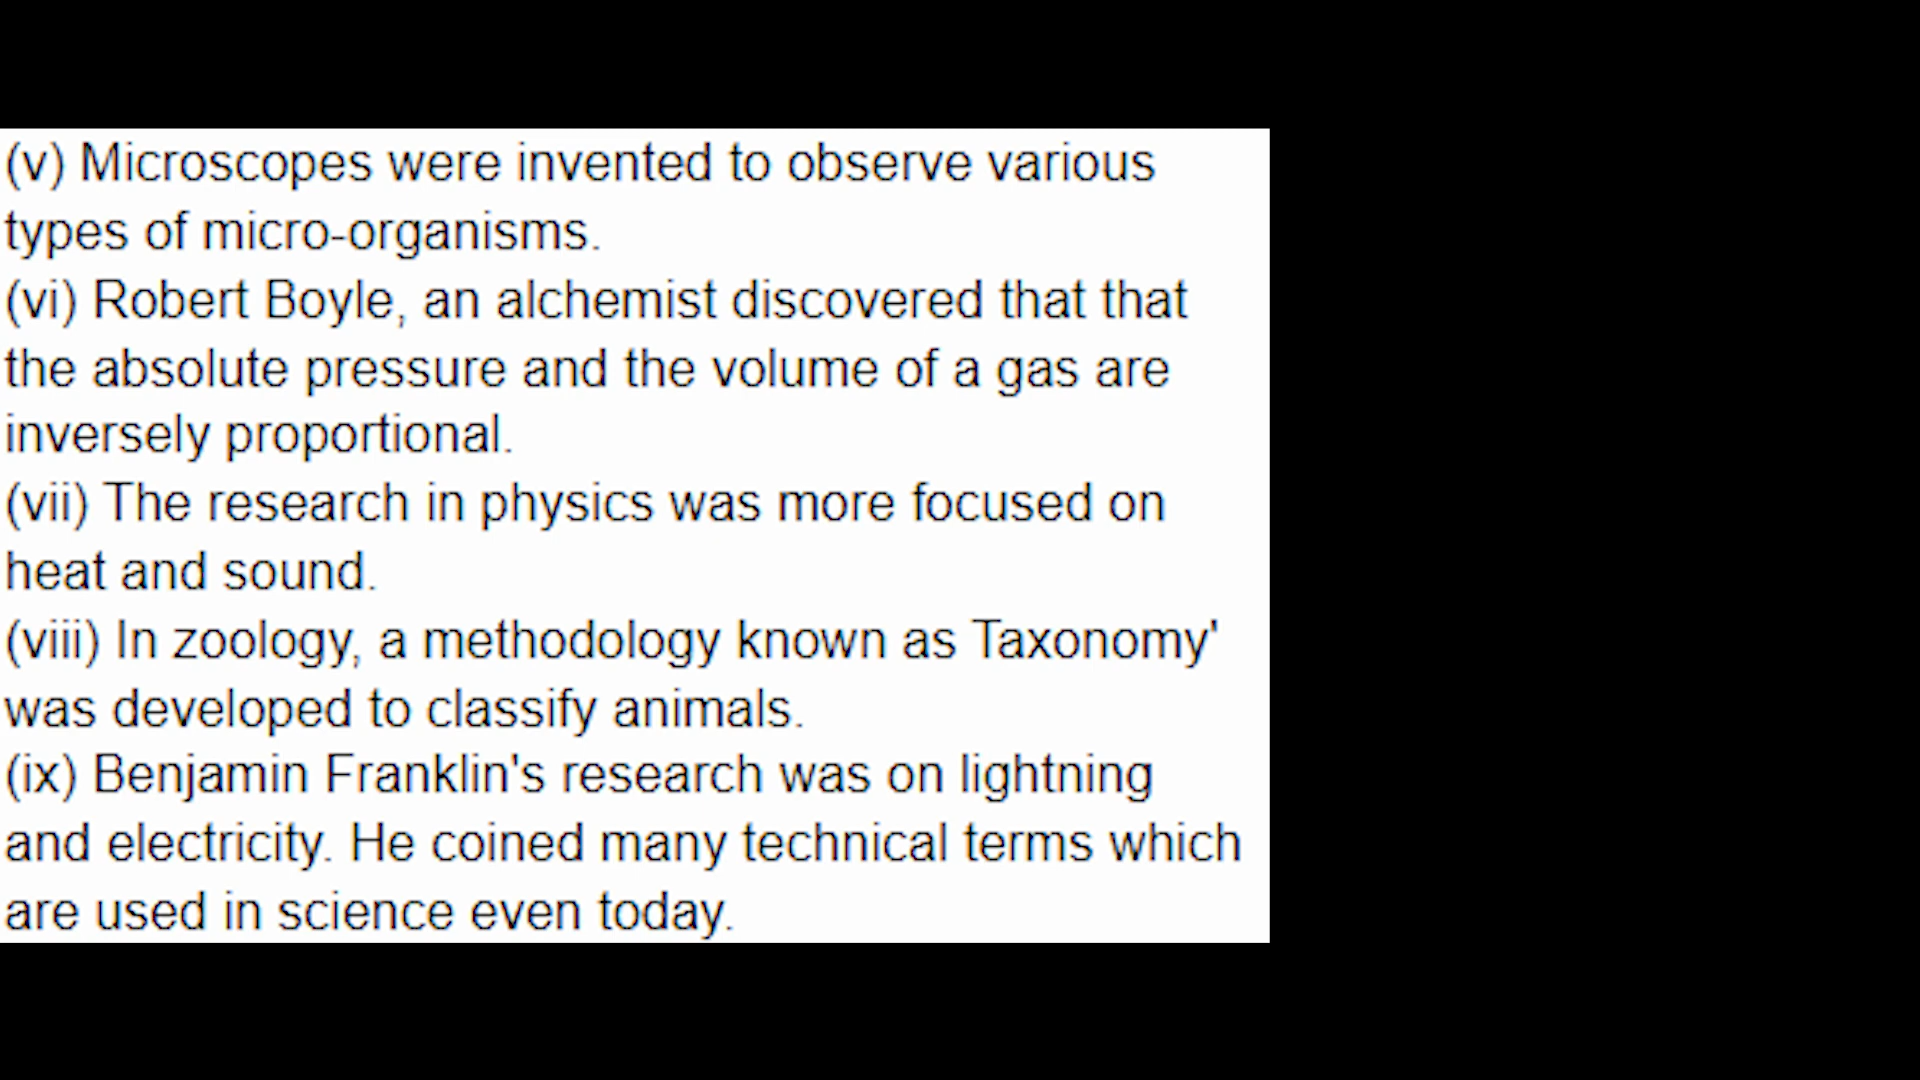 (v) Microscopes were invented to observe various
types of micro-organisms.
(vi) Robert Boyle, an alchemist discovered that that
the absolute pressure and the volume of a gas are
inversely proportional.
(vii) The research in physics was more focused on
heat and sound.
(viii) In zoology, a methodology known as Taxonomy'
was developed to classify animals.
(ix) Benjamin Franklin's research was on lightning
and electricity. He coined many technical terms which
are used in science even today.